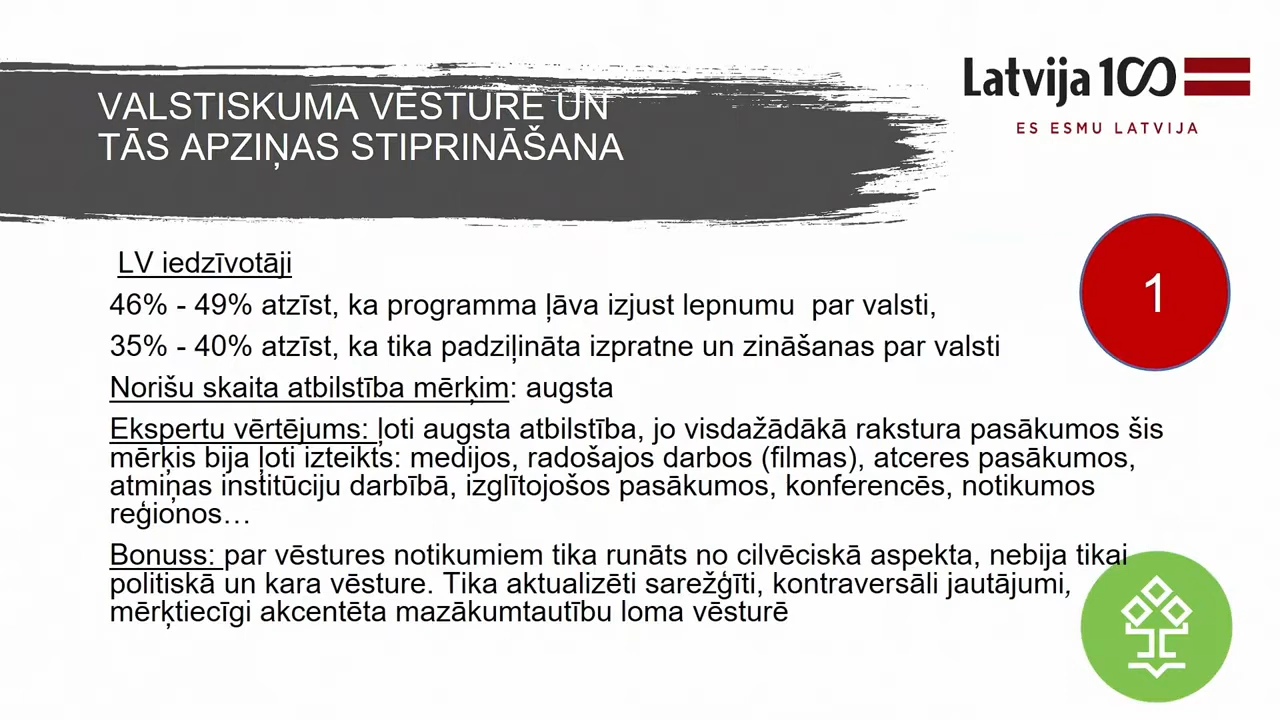 VALSTISKUMA VĒSTURE UN
TĀS APZIŅAS STIPRINĀŠANA
Latvija 100
ES ESMU LATVIJA
LV iedzīvotāji
46% - 49% atzīst, ka programma ļāva izjust lepnumu par valsti,
1
35% - 40% atzīst, ka tika padziļināta izpratne un zināšanas par valsti
Norišu skaita atbilstība mērķim: augsta
Ekspertu vērtējums: ļoti augsta atbilstība, jo visdažādākā rakstura pasākumos šis
mērķis bija ļoti izteikts: medijos, radošajos darbos (filmas), atceres pasākumos,
atmiņas institūciju darbībā, izglītojošos pasākumos, konferencēs, notikumos
reģionos…
Bonuss: par vēstures notikumiem tika runāts no cilvēciskā aspekta, nebija tikai
politiskā un kara vēsture. Tika aktualizēti sarežģīti, kontraversāli jautājumi,
mērķtiecīgi akcentēta mazākumtautību loma vēsturē